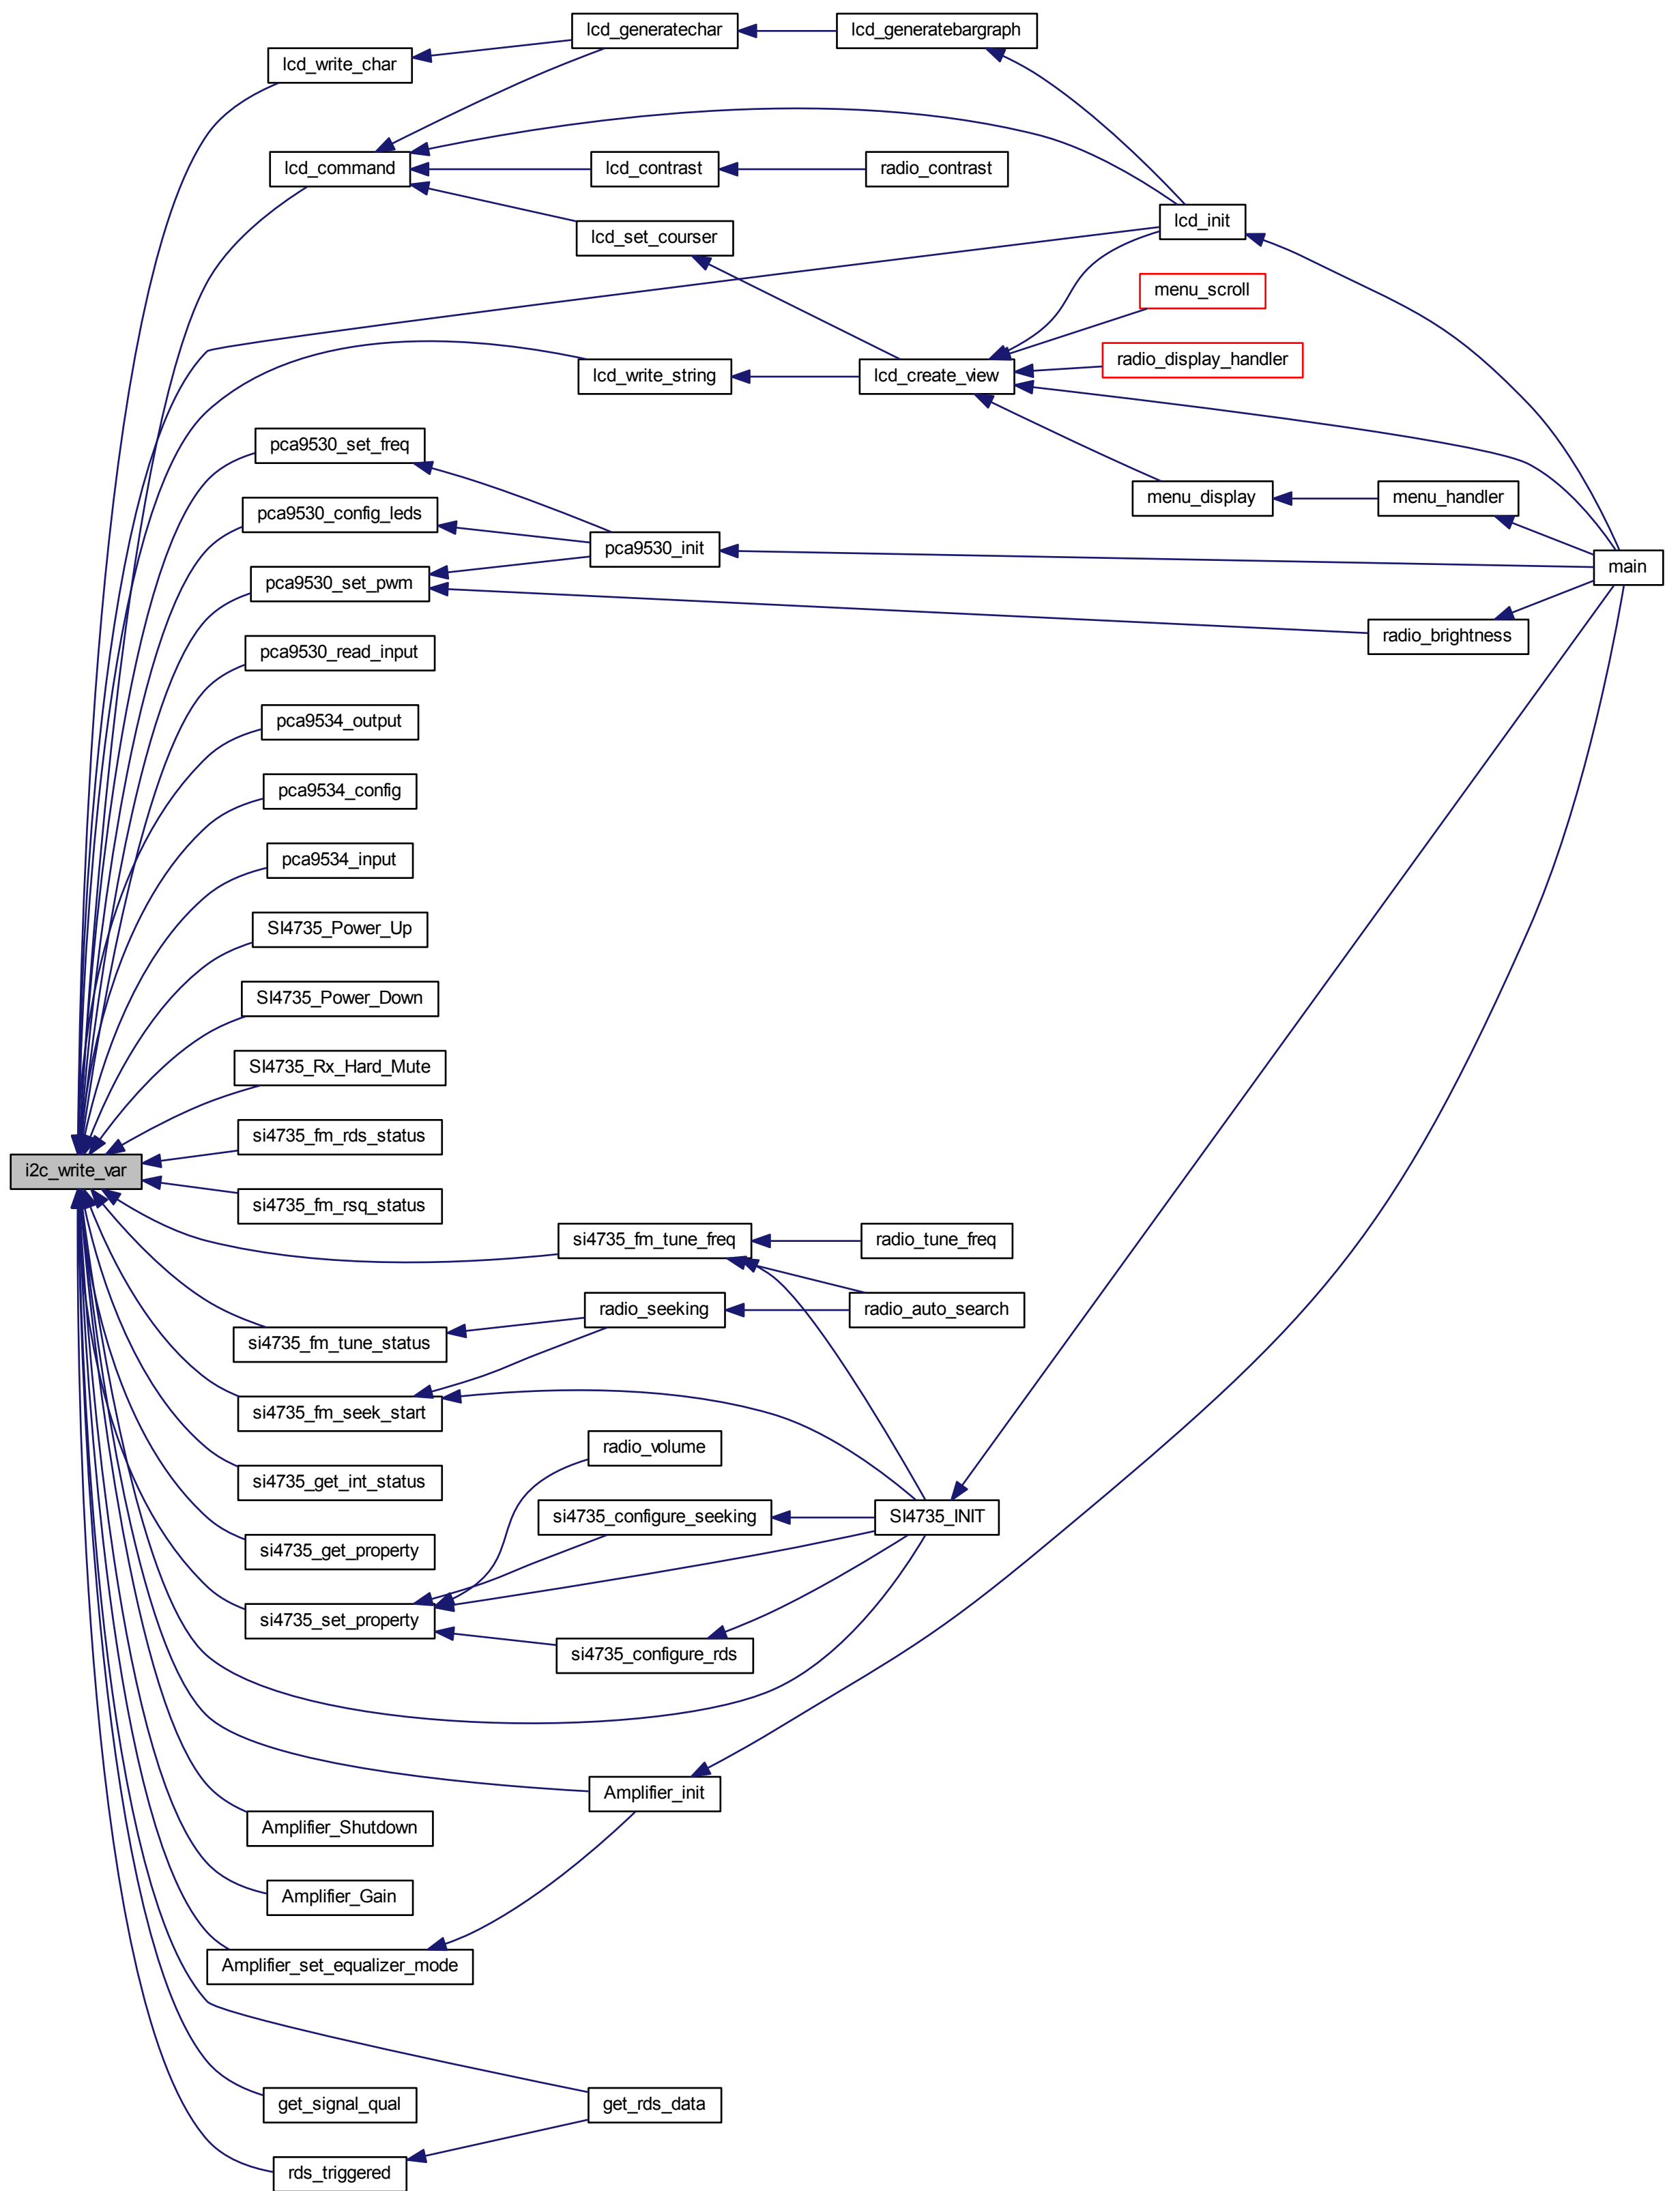 lcd_generatechar
lcd_generatebargraph
lcd_write_char
lcd_command
lcd_contrast
radio_contrast
lcd_init
lcd_set_courser
menu_scroll
radio_display_handler
lcd_write_string
lcd_create_view
pca9530_set_freq
menu_display
menu_handler
pca9530_config_leds
pca9530_init
main
pca9530_set_pwm
radio_brightness
pca9530_read_input
pca9534_output
pca9534_config
pca9534_input
SI4735_Power_Up
SI4735_Power_Down
SI4735_Rx_Hard_Mute
si4735_fm_rds_status
i2c_write_var
si4735_fm_rsq_status
si4735_fm_tune_freq
radio_tune_freq
radio_seeking
radio_auto_search
si4735_fm_tune_status
si4735_fm_seek_start
radio_volume
si4735_get_int_status
si4735_configure_seeking
SI4735_INIT
si4735_get_property
si4735_set_property
si4735_configure_rds
Amplifier_init
Amplifier_Shutdown
Amplifier_Gain
Amplifier_set_equalizer_mode
get_signal_qual
get_rds_data
rds_triggered